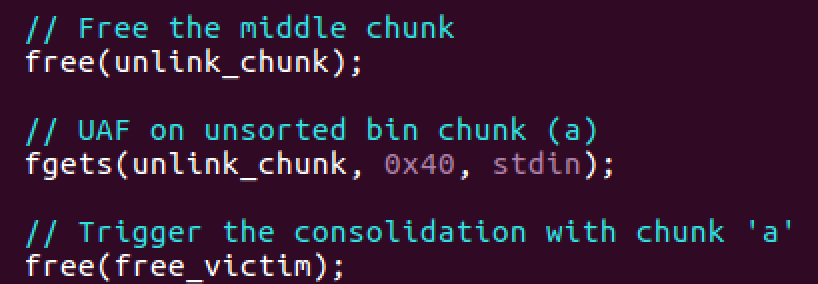 // Free the middle chunk
free(unlink_chunk);
// UAF on unsorted bin chunk (a)
fgets(unlink_chunk, 0x40, stdin);
// Trigger the consolidation with chunk 'a'
free(free_victim);